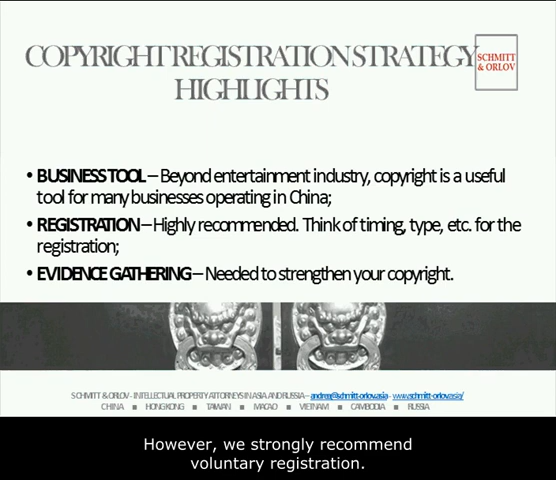 COPYRIGHT REGISTRATION STRATEGY
HIGHLIGHTS
SCHMITT
& ORLOV
• BUSINESS TOOL – Beyond entertainment industry, copyright is a useful
tool for many businesses operating in China;
• REGISTRATION – Highly recommended. Think of timing, type, etc. for the
registration;
• EVIDENCE GATHERING – Needed to strengthen your copyright.
SCHMITT & ORLOV - INTELLECTUAL PROPERTY ATTORNEYS IN ASIA AND RUSSIA – andrea@schmitt-orlov.asia - www.schmitt-orlov.asia/
CHINA ■ HONGKONG ■ TAIWAN ■ MACAO ■ VIETNAM ■ CAMBODIA ■ RUSSIA
However, we strongly recommend
voluntary registration.